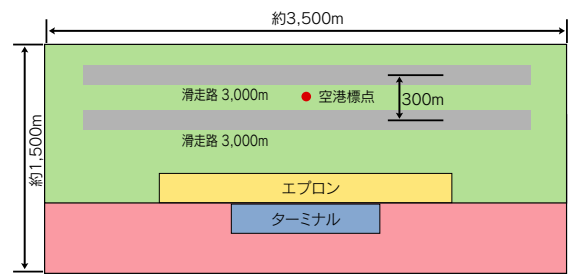 約3,500m
滑走路 3,000m
空港標点
300m
滑走路 3,000m
約1,500m
エプロン
ターミナル